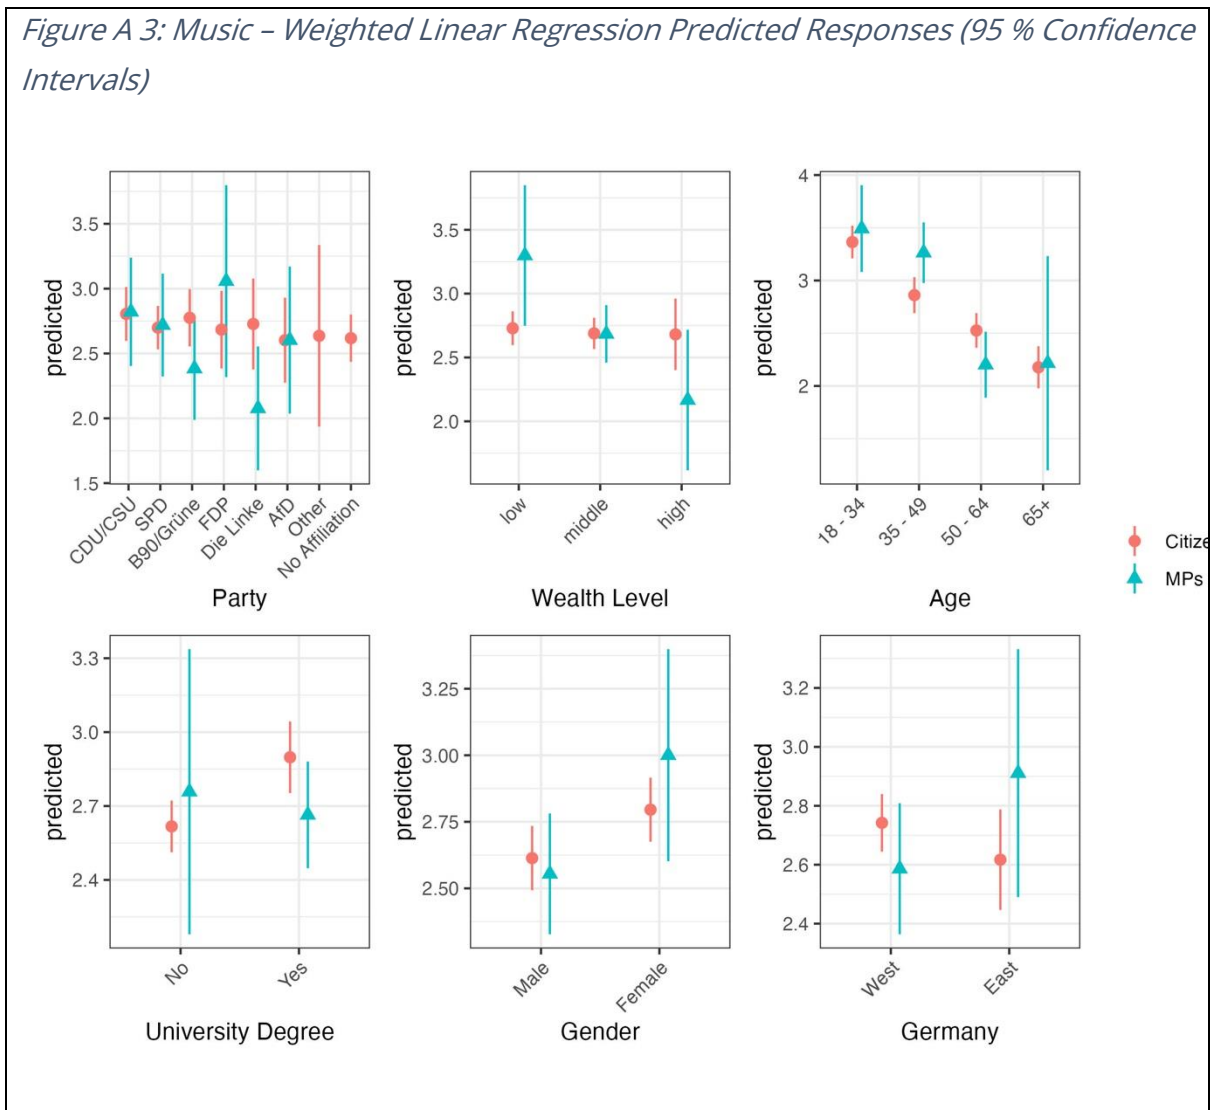 Figure A 3: Music – Weighted Linear Regression Predicted Responses (95 % Confidence
Intervals)
predicted
3.5
3.0
2.5
2.0
1.5
CDU/CSU
SPD
B90/Grüne
FDP
Die Linke
AfD
Other
No Affiliation
Party
predicted
3.5
3.0
2.5
2.0
low
middle
high
Wealth Level
predicted
4
3
2
18 - 34
35 - 49
50 - 64
65+
Age
Citize
MPs
predicted
3.3
3.0
2.7
2.4
No
Yes
University Degree
predicted
3.25
3.00
2.75
2.50
Male
Female
Gender
predicted
3.2
3.0
2.8
2.6
2.4
West
East
Germany